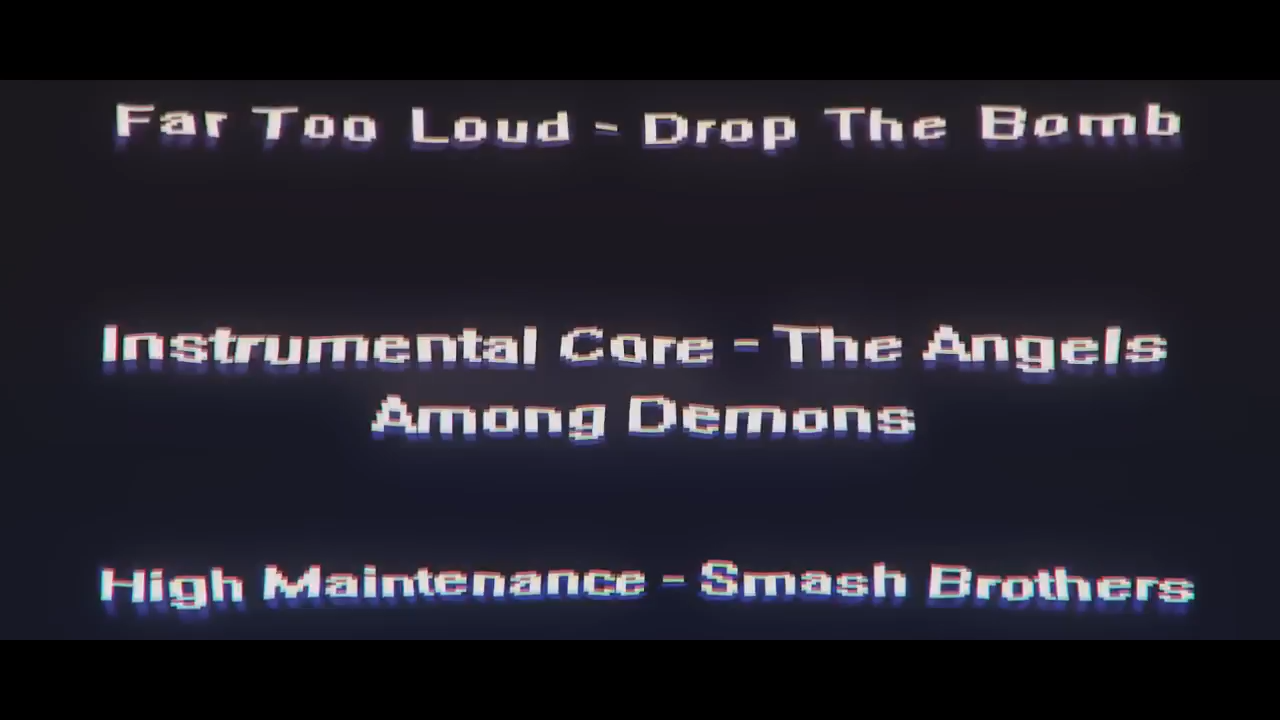 Far Too Loud - Drop The Bomb
Instrumental Core - The Angels
Among Demons
High Maintenance - Smash Brothers